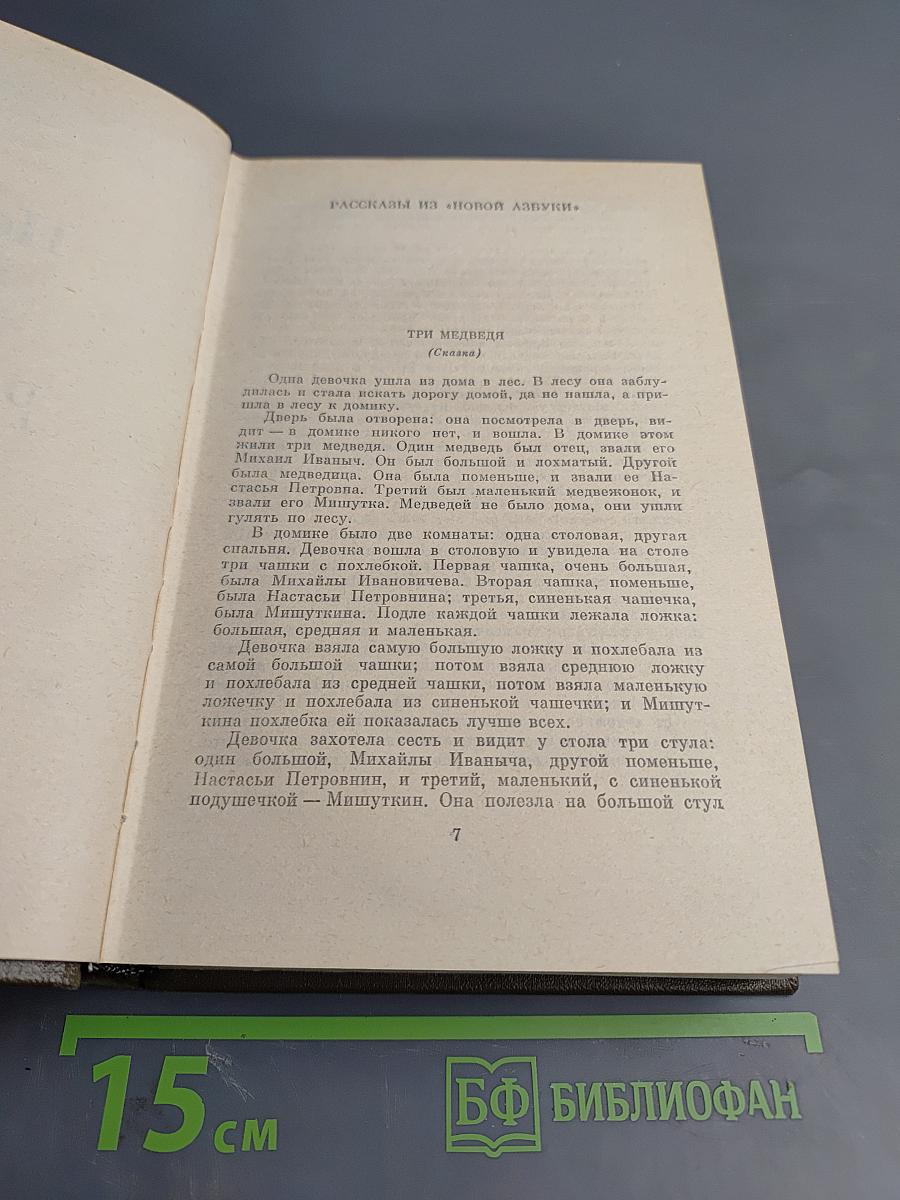 РАССКАЗЫ ИЗ «НОВОЙ АЗБУКИ»
ТРИ МЕДВЕДЯ
(Сказка)
Одна девочка ушла из дома в лес. В лесу она заблу-
дилась и стала искать дорогу домой, да не нашла, а при-
шла в лесу к домику.
Дверь была отворена: она посмотрела в дверь, ви-
дит — в домике никого нет, и вошла. В домике этом
жили три медведя. Один медведь был отец, звали его
Михаил Иваныч. Он был большой и лохматый. Другой
была медведица. Она была поменьше, и звали ее На-
стасья Петровна. Третий был маленький медвежонок, и
звали его Мишутка. Медведей не было дома, они ушли
гулять по лесу.
В домике было две комнаты: одна столовая, другая
спальня. Девочка вошла в столовую и увидела на столе
три чашки с похлебкой. Первая чашка, очень большая,
была Михайлы Ивановичева. Вторая чашка, поменьше,
была Настасьи Петровнина; третья, синенькая чашечка,
была Мишуткина. Подле каждой чашки лежала ложка:
большая, средняя и маленькая.
Девочка взяла самую большую ложку и похлебала из
самой большой чашки; потом взяла среднюю ложку
и похлебала из средней чашки, потом взяла маленькую
ложечку и похлебала из синенькой чашечки; и Мишут-
кина похлебка ей показалась лучше всех.
Девочка захотела сесть и видит у стола три стула:
один большой, Михайлы Иваныча, другой поменьше,
Настасьи Петровнин, и третий, маленький, с синенькой
подушечкой — Мишуткин. Она полезла на большой стул
7
15 см
БФ БИБЛИОФАН